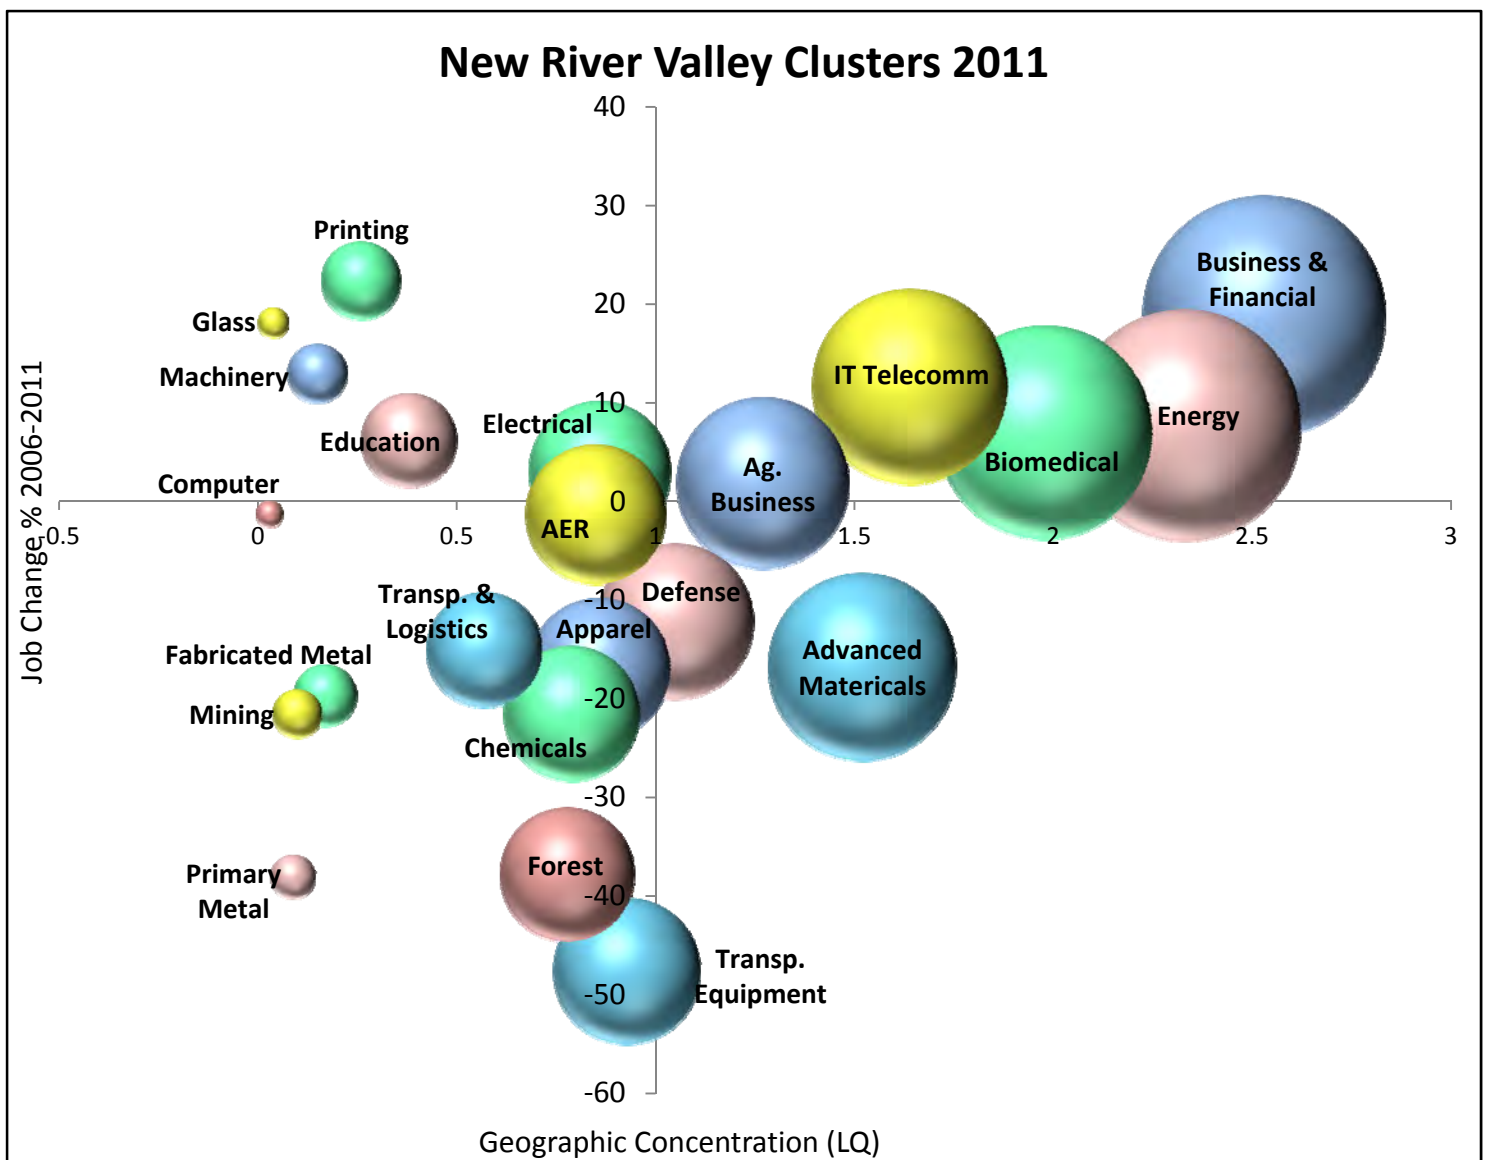 New River Valley Clusters 2011
40
30
20
10
0
-10
-20
-30
-40
-50
-60
Printing
Glass
Machinery
Education
Computer
Electrical
AER
Ag.
Business
IT Telecomm
Biomedical
Energy
Business &
Financial
-0.5
0
0.5
1
1.5
2
2.5
3
Transp. &
Logistics
Apparel
Defense
Advanced
Matericals
Fabricated Metal
Mining
Chemicals
Primary
Metal
Forest
Transp.
Equipment
Job Change % 2006-2011
Geographic Concentration (LQ)